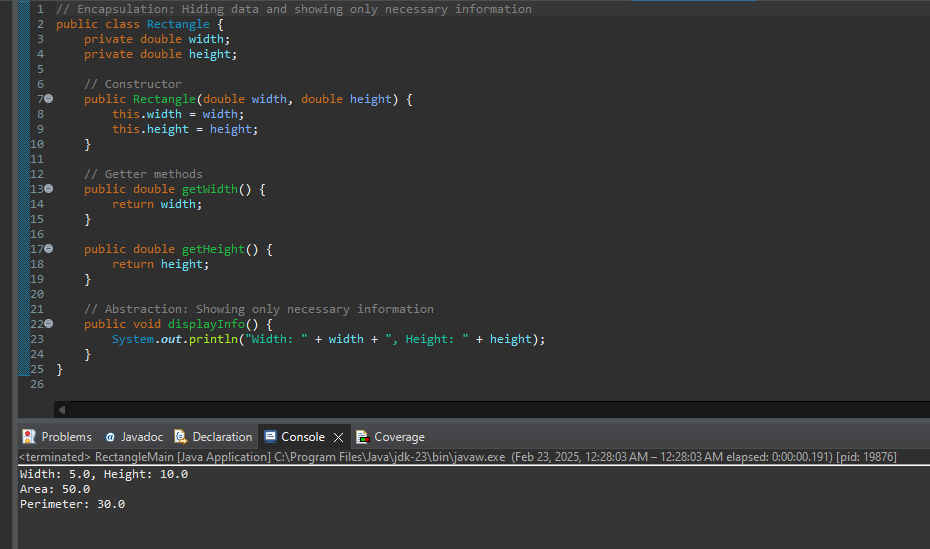 1 // Encapsulation: Hiding data and showing only necessary information
2 public class Rectangle {
3     private double width;
4     private double height;
5
6     // Constructor
7     public Rectangle(double width, double height) {
8         this.width = width;
9         this.height = height;
10     }
11
12     // Getter methods
13     public double getWidth() {
14         return width;
15     }
16
17     public double getHeight() {
18         return height;
19     }
20
21     // Abstraction: Showing only necessary information
22     public void displayInfo() {
23         System.out.println("Width: " + width + ", Height: " + height);
24     }
25 }
26
Problems @ Javadoc Declaration Console Coverage
<terminated> RectangleMain [Java Application] C:\Program Files\Java\jdk-23\bin\javaw.exe (Feb 23, 2025, 12:28:03 AM – 12:28:03 AM elapsed: 0:00:00.191) [pid: 19876]
Width: 5.0, Height: 10.0
Area: 50.0
Perimeter: 30.0